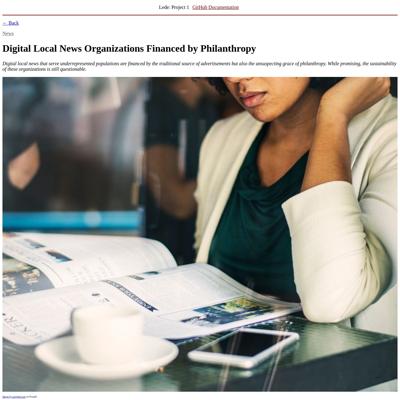 Lede: Project 1 GitHub Documentation
← Back
News
Digital Local News Organizations Financed by Philanthropy
Digital local news that serve underrepresented populations are financed by the traditional source of advertisements but also the unsuspecting grace of philanthropy. While promising, the sustainability
of these organizations is still questionable.